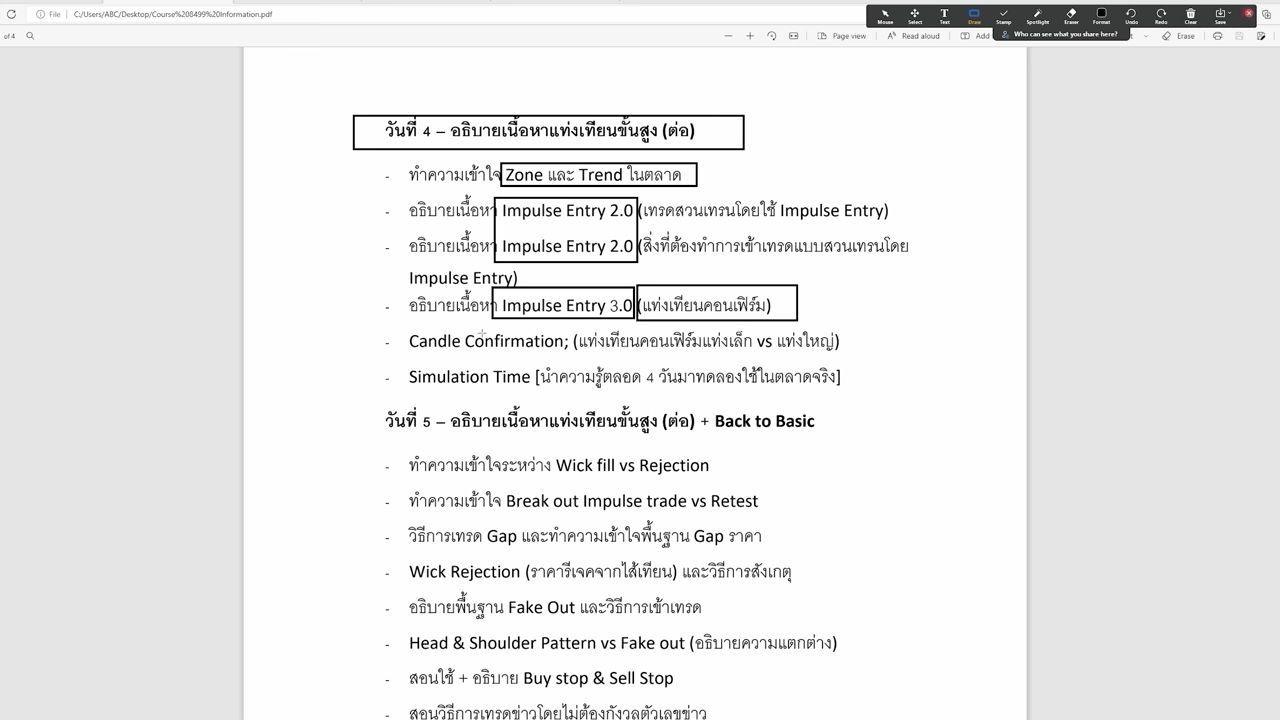 File C:/Users/ABC/Desktop/Course%208499%20Information.pdf
Mouse Select Text Draw Stamp Spotlight Eraser Format Undo Redo Clear Save
of 4 Page view Read aloud Add Who can see what you share here? Erase
วันที่ 4 – อธิบายเนื้อหาแท่งเทียนขั้นสูง (ต่อ)
- ทำความเข้าใจ Zone และ Trend ในตลาด
- อธิบายเนื้อหา Impulse Entry 2.0 (เทรดสวนเทรนโดยใช้ Impulse Entry)
- อธิบายเนื้อหา Impulse Entry 2.0 (สิ่งที่ต้องทำการเข้าเทรดแบบสวนเทรนโดย
Impulse Entry)
- อธิบายเนื้อหา Impulse Entry 3.0 (แท่งเทียนคอนเฟิร์ม)
- Candle Confirmation; (แท่งเทียนคอนเฟิร์มแท่งเล็ก vs แท่งใหญ่)
- Simulation Time [นำความรู้ตลอด 4 วันมาทดลองใช้ในตลาดจริง]
วันที่ 5 – อธิบายเนื้อหาแท่งเทียนขั้นสูง (ต่อ) + Back to Basic
- ทำความเข้าใจระหว่าง Wick fill vs Rejection
- ทำความเข้าใจ Break out Impulse trade vs Retest
- วิธีการเทรด Gap และทำความเข้าใจพื้นฐาน Gap ราคา
- Wick Rejection (ราคารีเจคจากไส้เทียน) และวิธีการสังเกตุ
- อธิบายพื้นฐาน Fake Out และวิธีการเข้าเทรด
- Head & Shoulder Pattern vs Fake out (อธิบายความแตกต่าง)
- สอนใช้ + อธิบาย Buy stop & Sell Stop
- สอนวิธีการเทรดข่าวโดยไม่ต้องกังวลตัวเลขข่าว